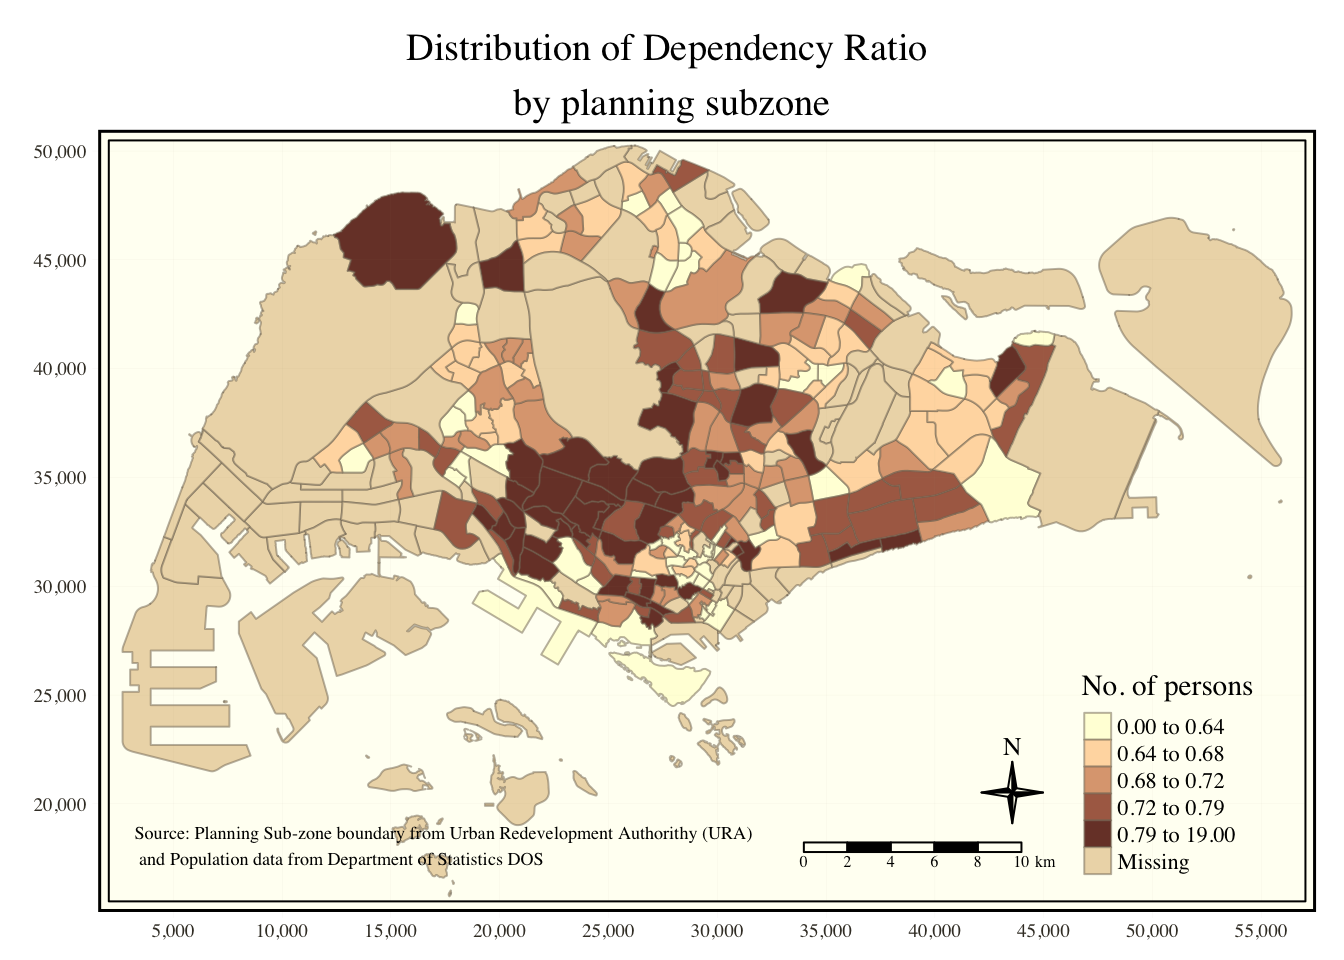 Distribution of Dependency Ratio
by planning subzone
50,000
45,000
40,000
35,000
30,000
25,000
20,000
No. of persons
0.00 to 0.64
0.64 to 0.68
0.68 to 0.72
0.72 to 0.79
0.79 to 19.00
Missing
N
0 2 4 6 8 10 km
Source: Planning Sub-zone boundary from Urban Redevelopment Authorithy (URA)
and Population data from Department of Statistics DOS
5,000 10,000 15,000 20,000 25,000 30,000 35,000 40,000 45,000 50,000 55,000